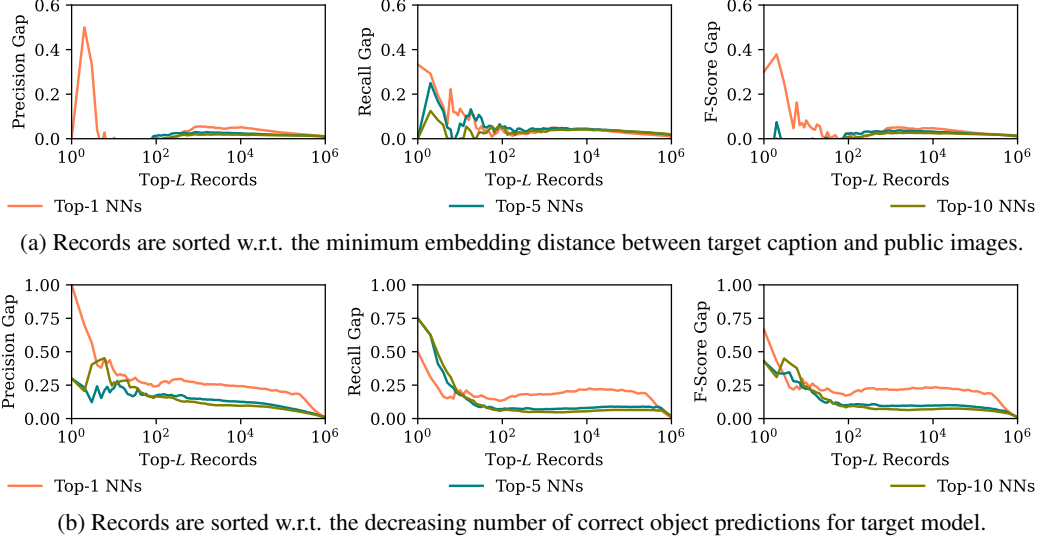 0.6
0.4
0.2
0.0
Precision Gap
10^0 10^2 10^4 10^6
Top-L Records
0.6
0.4
0.2
0.0
Recall Gap
10^0 10^2 10^4 10^6
Top-L Records
0.6
0.4
0.2
0.0
F-Score Gap
10^0 10^2 10^4 10^6
Top-L Records
Top-1 NNs Top-5 NNs Top-10 NNs
(a) Records are sorted w.r.t. the minimum embedding distance between target caption and public images.
1.00
0.75
0.50
0.25
0.00
Precision Gap
10^0 10^2 10^4 10^6
Top-L Records
1.00
0.75
0.50
0.25
0.00
Recall Gap
10^0 10^2 10^4 10^6
Top-L Records
1.00
0.75
0.50
0.25
0.00
F-Score Gap
10^0 10^2 10^4 10^6
Top-L Records
Top-1 NNs Top-5 NNs Top-10 NNs
(b) Records are sorted w.r.t. the decreasing number of correct object predictions for target model.